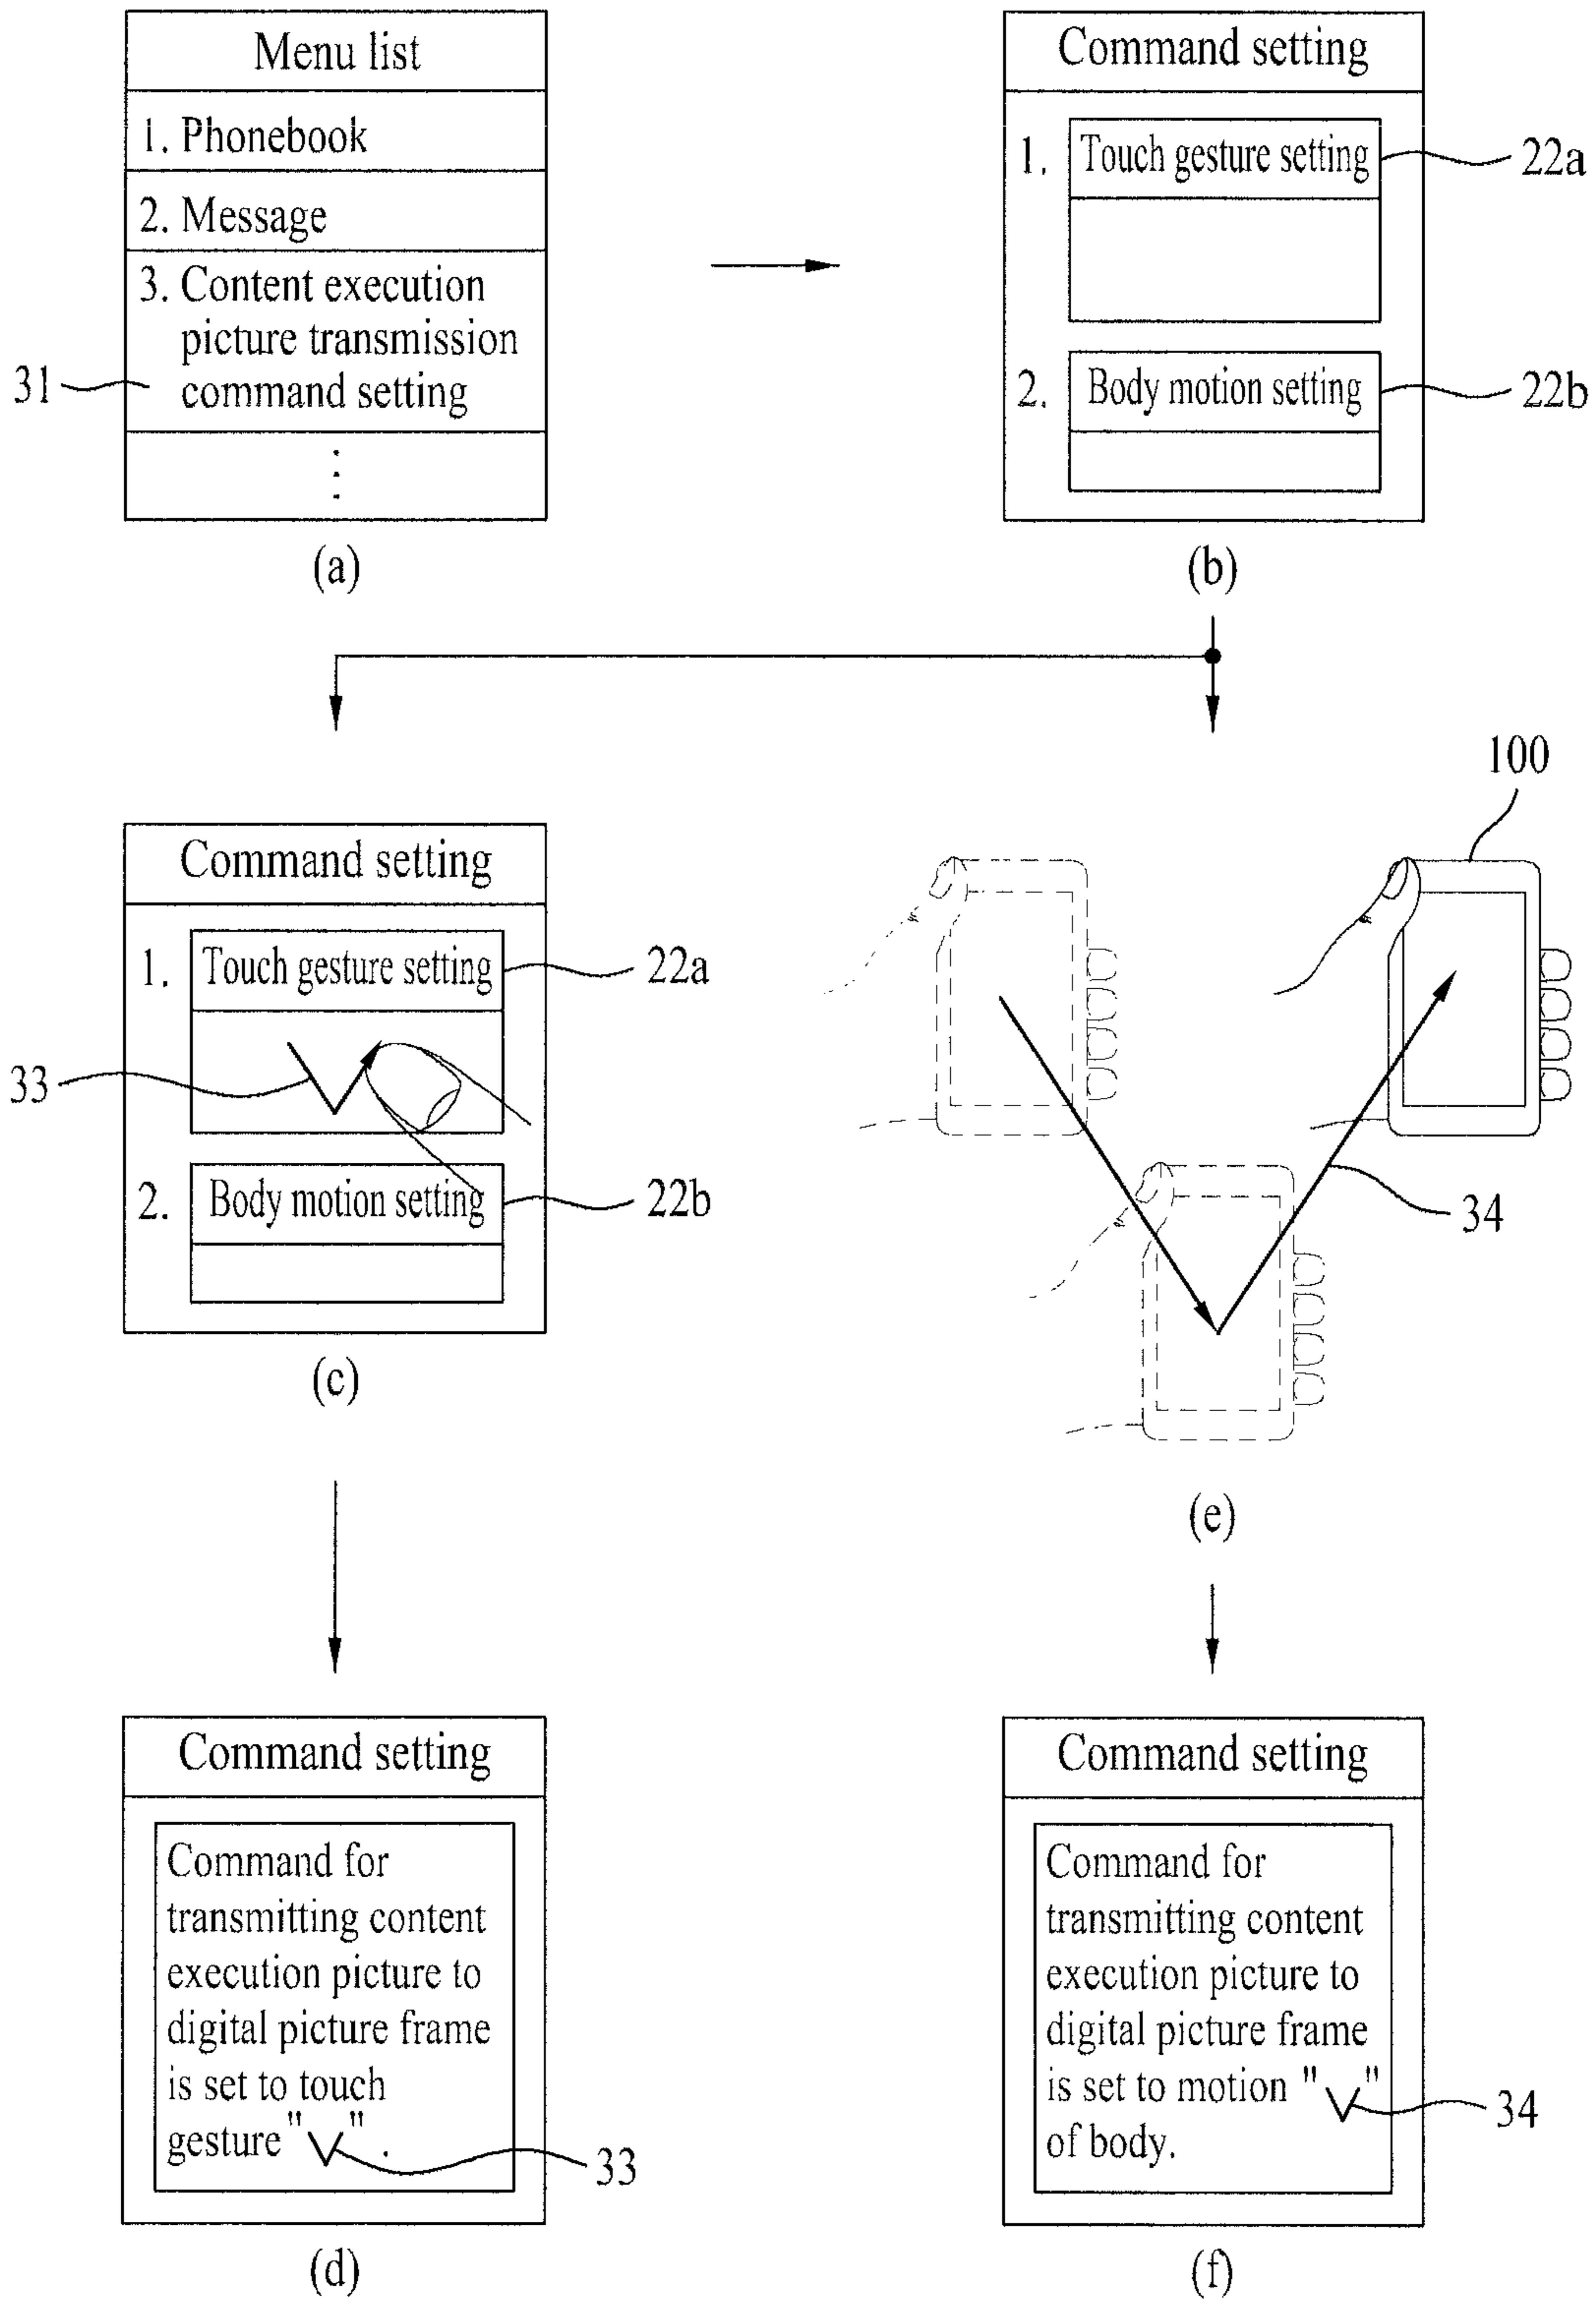 Menu list
1. Phonebook
2. Message
3. Content execution
picture transmission
command setting
31
(a)
Command setting
1. Touch gesture setting
22a
2. Body motion setting
22b
(b)
Command setting
1. Touch gesture setting
22a
33
2. Body motion setting
22b
(c)
100
34
(e)
Command setting
Command for
transmitting content
execution picture to
digital picture frame
is set to touch
gesture "V" .
33
(d)
Command setting
Command for
transmitting content
execution picture to
digital picture frame
is set to motion "V"
of body.
34
(f)